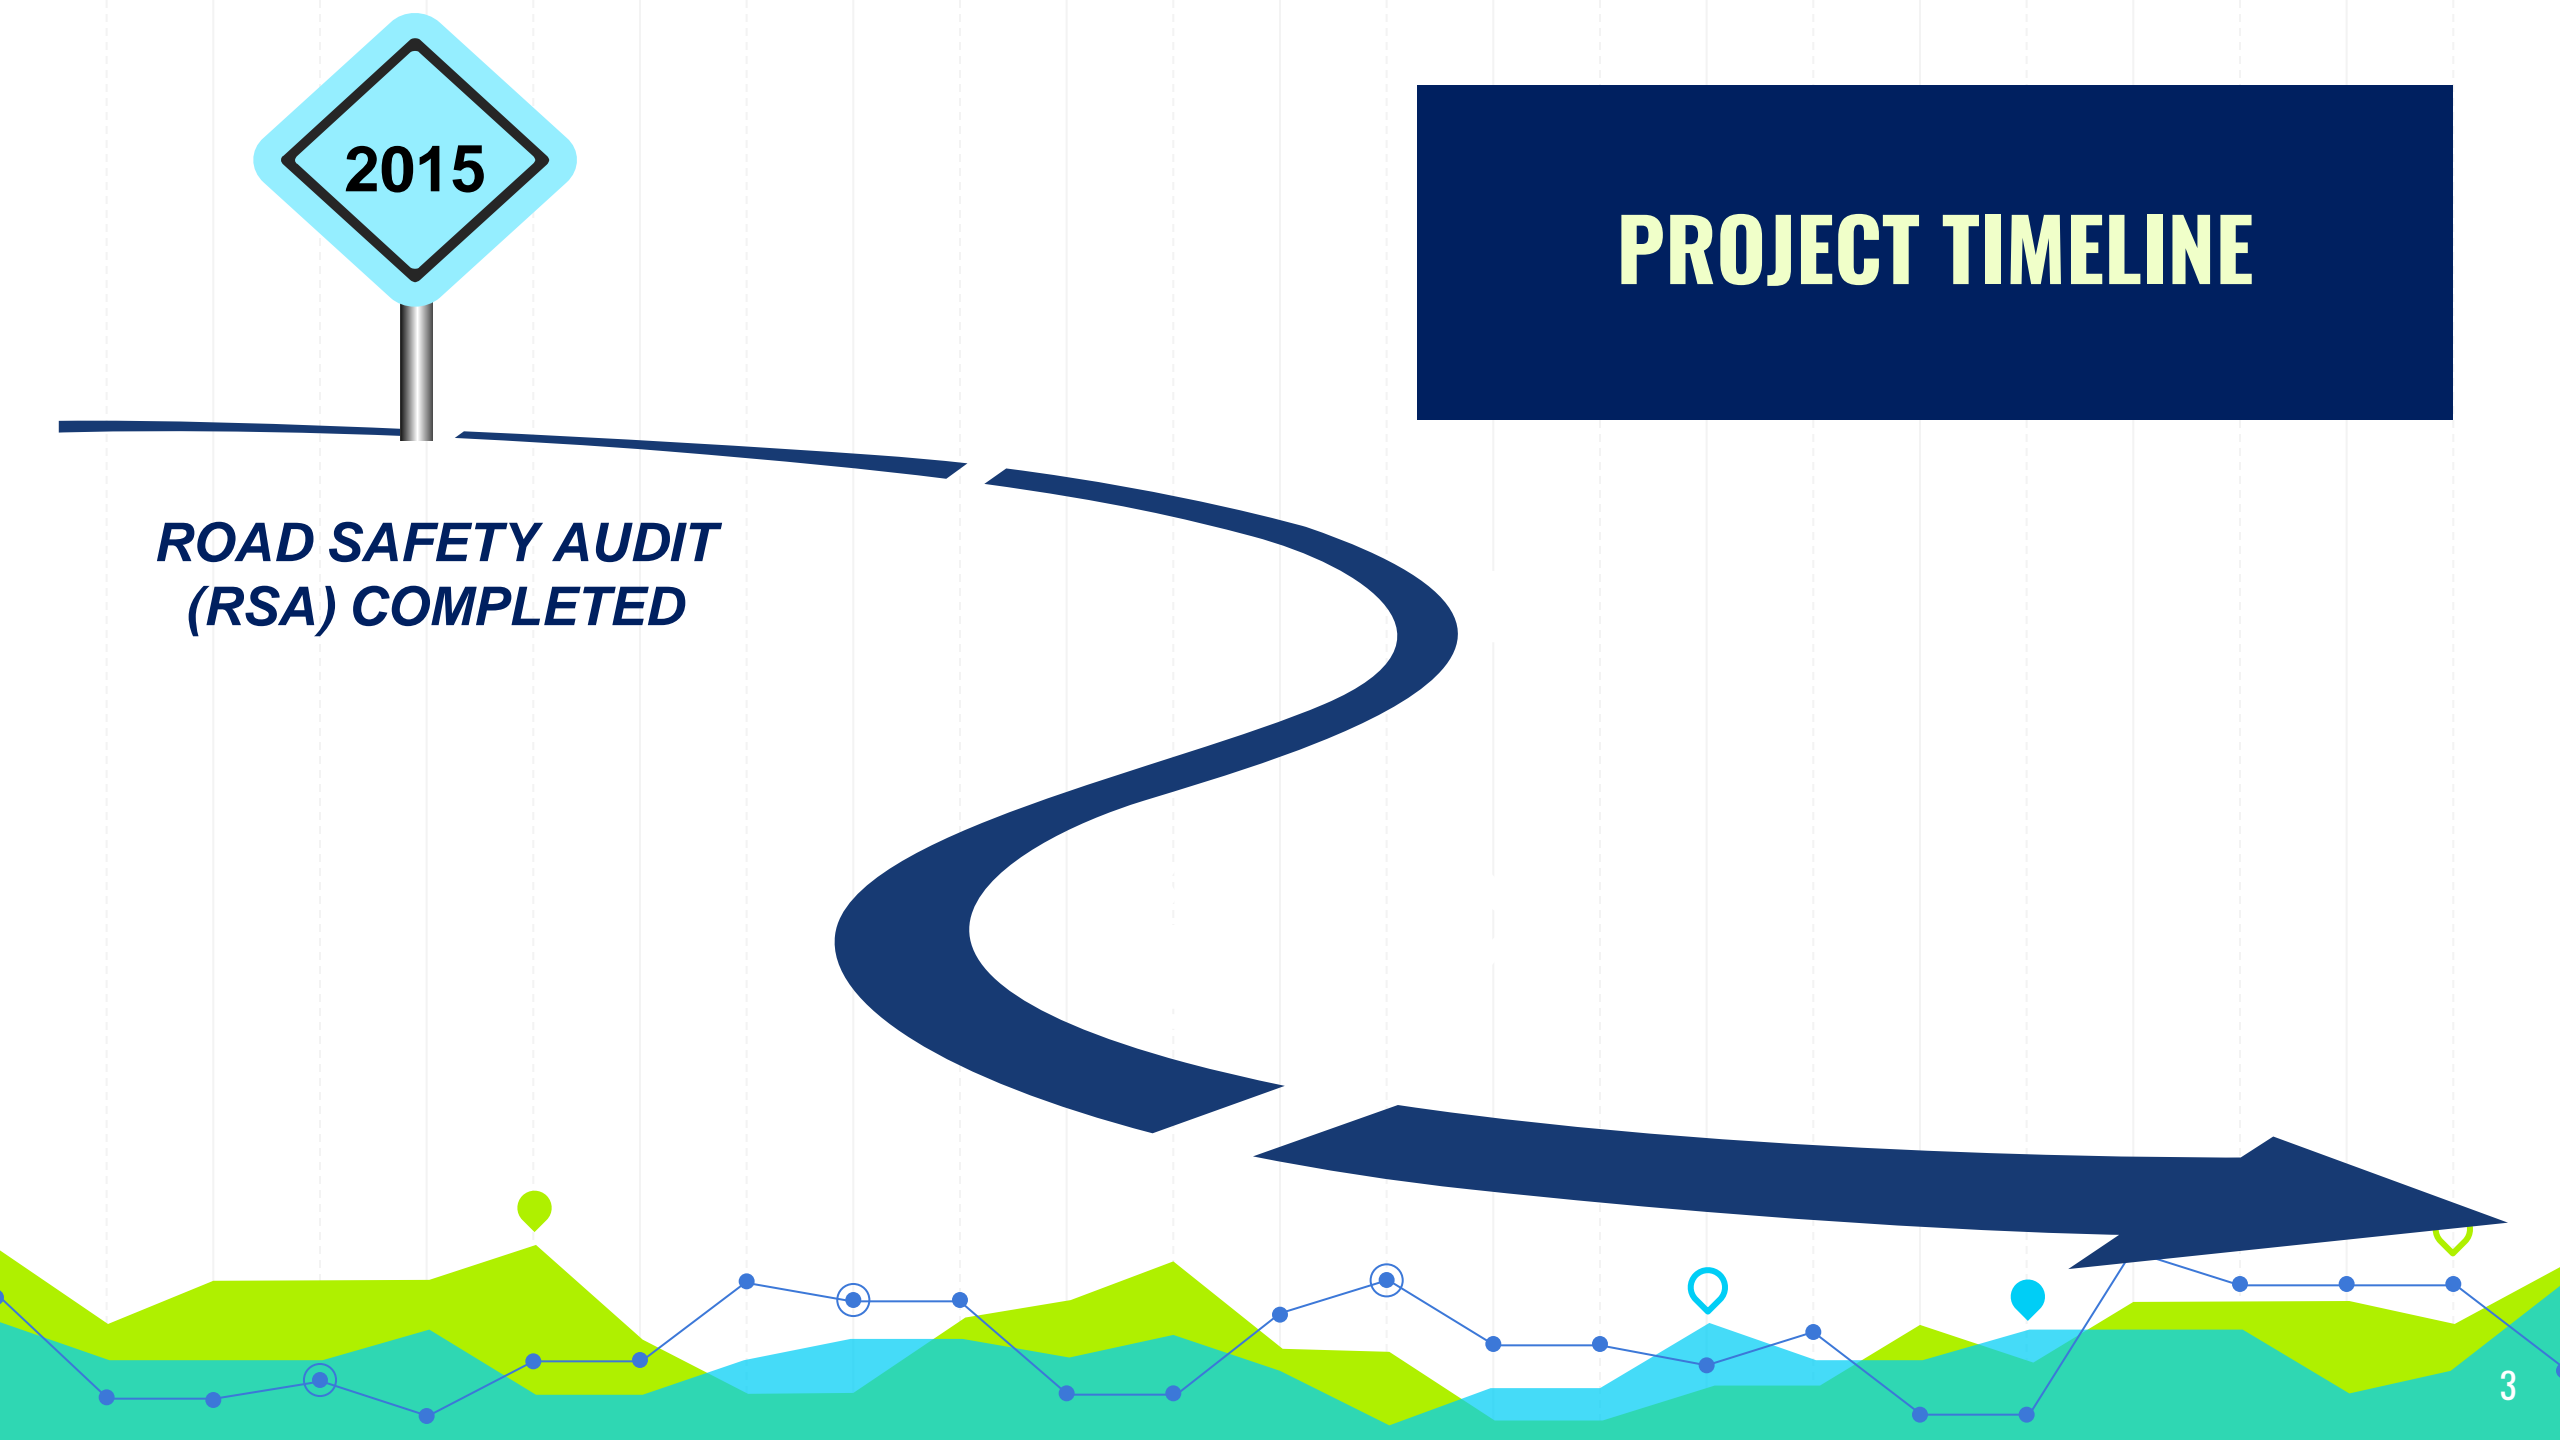 2015
PROJECT TIMELINE
ROAD SAFETY AUDIT
(RSA) COMPLETED
3